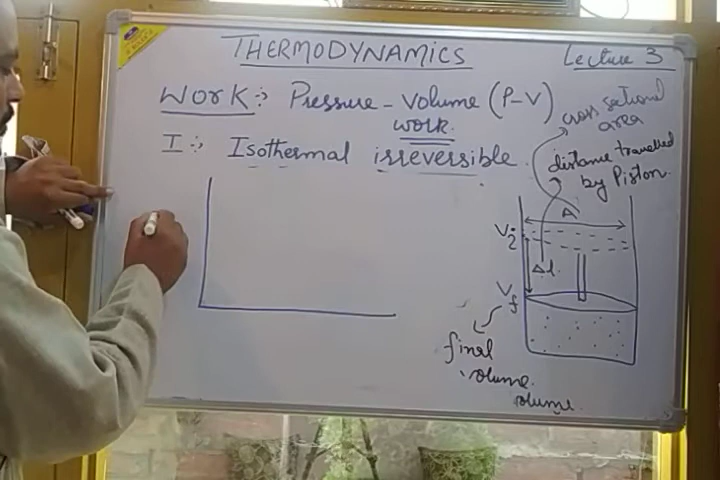 THERMODYNAMICS
Lecture 3
Work :- Pressure - Volume (P-V)
work.
I :- Isothermal irreversible.
cross sectional
area
distance travelled
by Piston.
A
Vi
Δl.
Vf
final
volume.
volume.